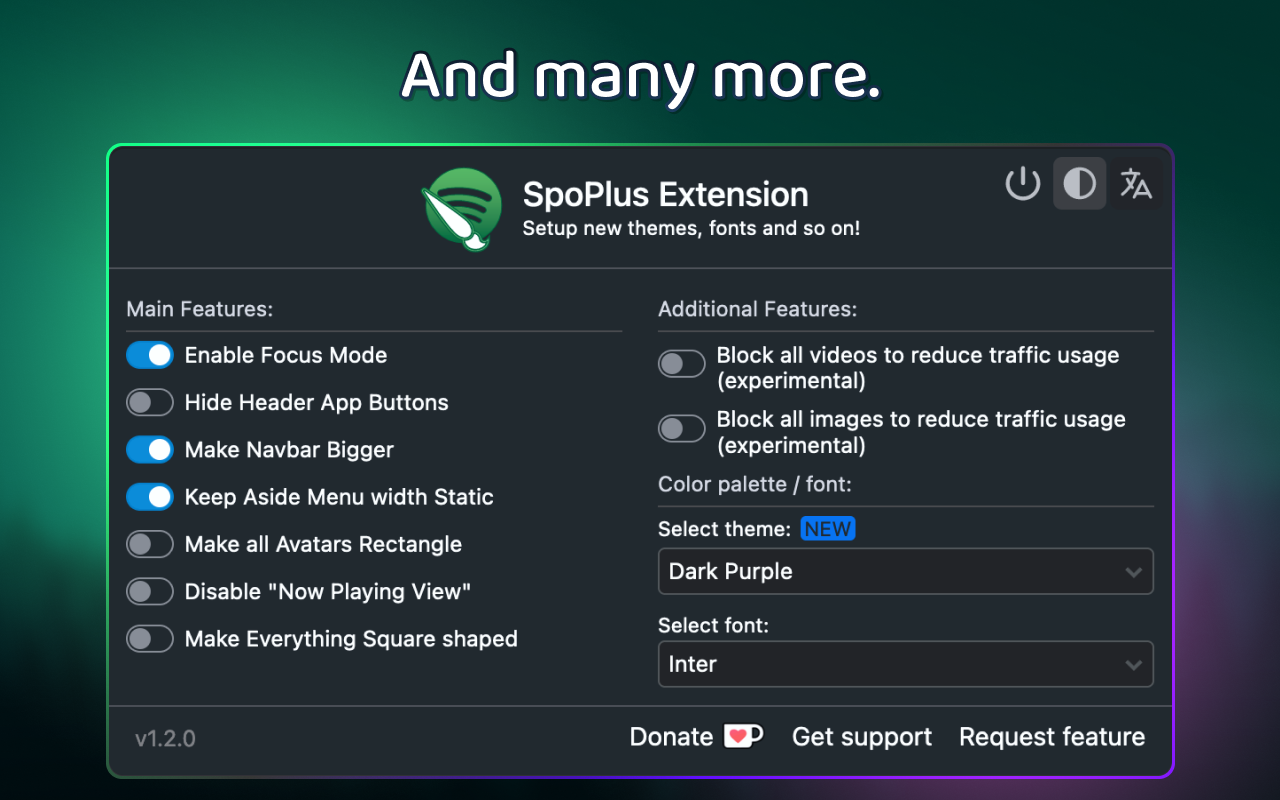 And many more.
SpoPlus Extension
Setup new themes, fonts and so on!
Main Features:
Enable Focus Mode
Hide Header App Buttons
Make Navbar Bigger
Keep Aside Menu width Static
Make all Avatars Rectangle
Disable "Now Playing View"
Make Everything Square shaped
Additional Features:
Block all videos to reduce traffic usage
(experimental)
Block all images to reduce traffic usage
(experimental)
Color palette / font:
Select theme: NEW
Dark Purple
Select font:
Inter
v1.2.0
Donate
Get support
Request feature